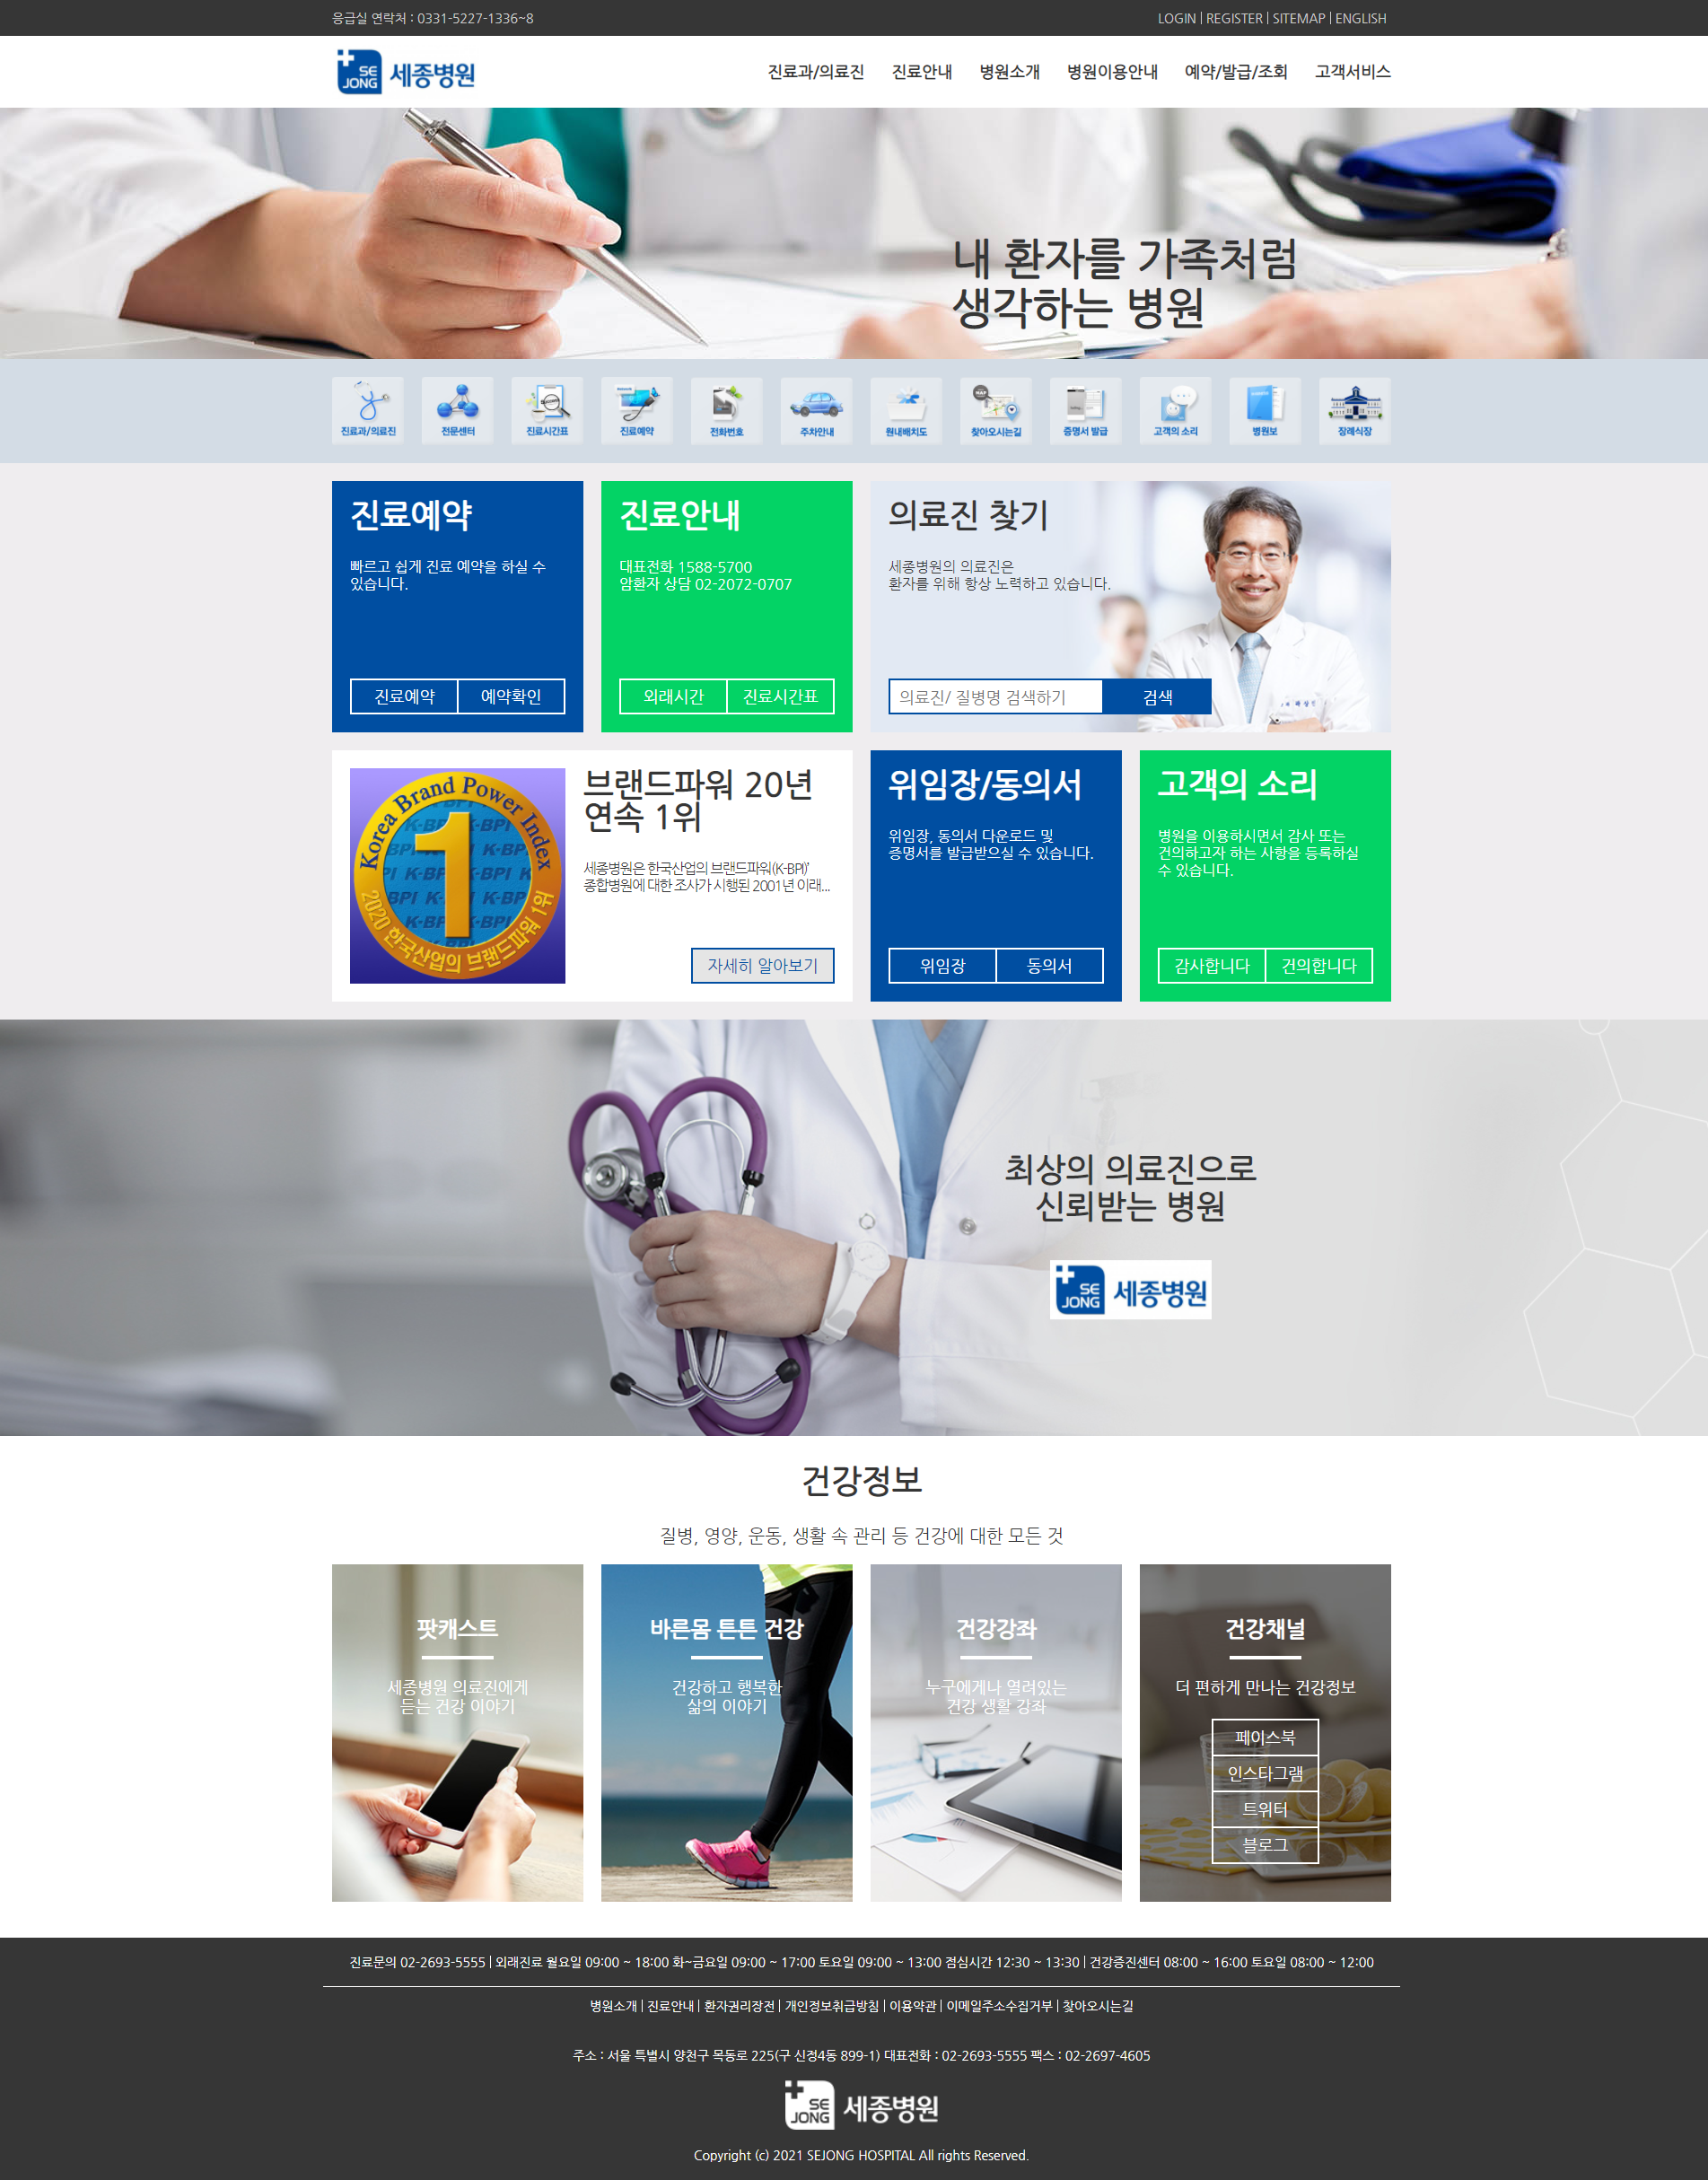 응급실 연락처 : 0331-5227-1336~8
LOGIN | REGISTER | SITEMAP | ENGLISH
SE
JONG
세종병원
진료과/의료진 진료안내 병원소개 병원이용안내 예약/발급/조회 고객서비스
내 환자를 가족처럼
생각하는 병원
진료과/의료진 전문센터 진료시간표 진료예약 전화번호 주차안내 원내배치도 찾아오시는길 증명서 발급 고객의 소리 병원보 장례식장
진료예약
빠르고 쉽게 진료 예약을 하실 수
있습니다.
진료예약 예약확인
진료안내
대표전화 1588-5700
암환자 상담 02-2072-0707
외래시간 진료시간표
의료진 찾기
세종병원의 의료진은
환자를 위해 항상 노력하고 있습니다.
의료진/ 질병명 검색하기 검색
Korea Brand Power Index
1
2020 한국산업의 브랜드파워 1위
브랜드파워 20년
연속 1위
세종병원은 한국산업의 브랜드파워(K-BPI)'
종합병원에 대한 조사가 시행된 2001년 이래...
자세히 알아보기
위임장/동의서
위임장, 동의서 다운로드 및
증명서를 발급받으실 수 있습니다.
위임장 동의서
고객의 소리
병원을 이용하시면서 감사 또는
건의하고자 하는 사항을 등록하실
수 있습니다.
감사합니다 건의합니다
최상의 의료진으로
신뢰받는 병원
SE
JONG
세종병원
건강정보
질병, 영양, 운동, 생활 속 관리 등 건강에 대한 모든 것
팟캐스트
세종병원 의료진에게
듣는 건강 이야기
바른몸 튼튼 건강
건강하고 행복한
삶의 이야기
건강강좌
누구에게나 열려있는
건강 생활 강좌
건강채널
더 편하게 만나는 건강정보
페이스북
인스타그램
트위터
블로그
진료문의 02-2693-5555 | 외래진료 월요일 09:00 ~ 18:00 화~금요일 09:00 ~ 17:00 토요일 09:00 ~ 13:00 점심시간 12:30 ~ 13:30 | 건강증진센터 08:00 ~ 16:00 토요일 08:00 ~ 12:00
병원소개 | 진료안내 | 환자권리장전 | 개인정보취급방침 | 이용약관 | 이메일주소수집거부 | 찾아오시는길
주소 : 서울 특별시 양천구 목동로 225(구 신정4동 899-1) 대표전화 : 02-2693-5555 팩스 : 02-2697-4605
SE
JONG
세종병원
Copyright (c) 2021 SEJONG HOSPITAL All rights Reserved.